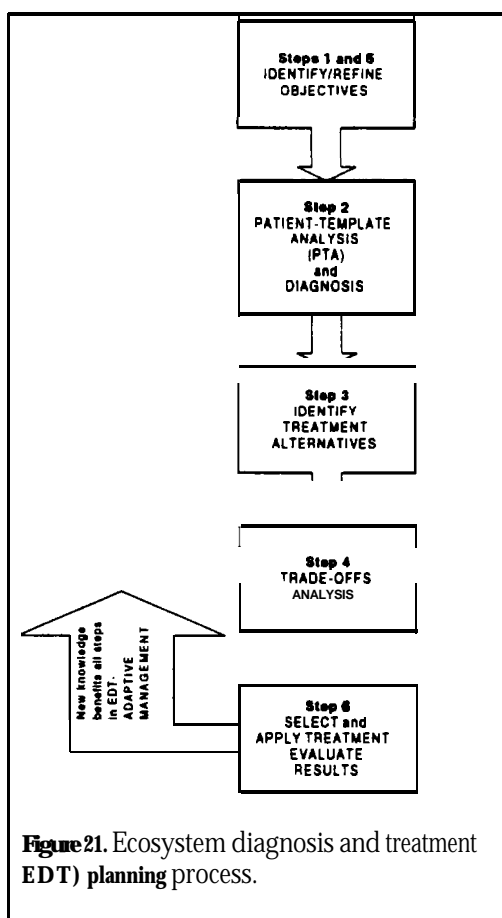 Steps 1 and 5
IDENTIFY/REFINE
OBJECTIVES
Step 2
PATIENT-TEMPLATE
ANALYSIS
(PTA)
and
DIAGNOSIS
Step 3
IDENTIFY
TREATMENT
ALTERNATIVES
Step 4
TRADE-OFFS
ANALYSIS
New knowledge
benefits all steps
in EDT-
ADAPTIVE
MANAGEMENT
Step 6
SELECT and
APPLY TREATMENT
EVALUATE
RESULTS
Figure 21. Ecosystem diagnosis and treatment
EDT) planning process.